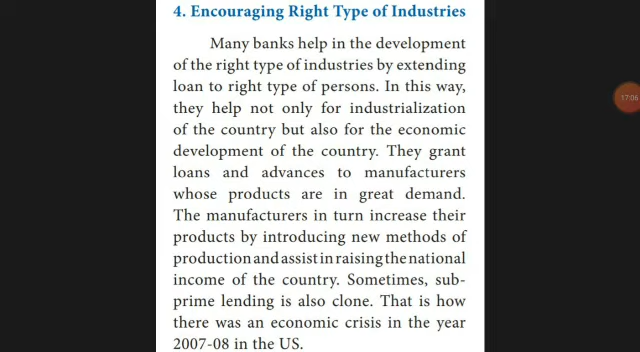 4. Encouraging Right Type of Industries
Many banks help in the development
of the right type of industries by extending
loan to right type of persons. In this way,
they help not only for industrialization
of the country but also for the economic
development of the country. They grant
loans and advances to manufacturers
whose products are in great demand.
The manufacturers in turn increase their
products by introducing new methods of
production and assist in raising the national
income of the country. Sometimes, sub-
prime lending is also clone. That is how
there was an economic crisis in the year
2007-08 in the US.
17:06